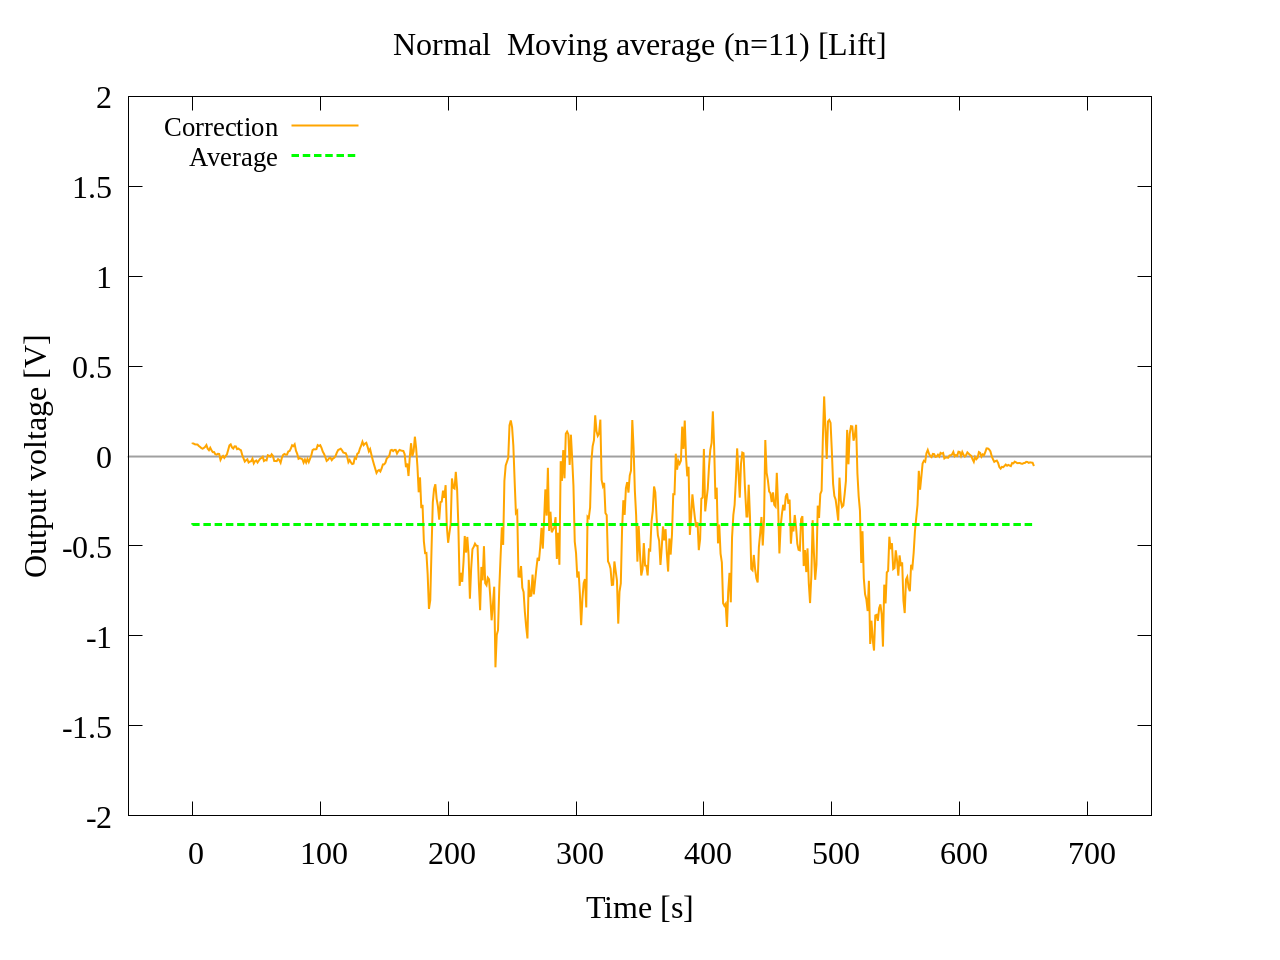 Normal  Moving average (n=11) [Lift]
Correction
Average
Output voltage [V]
2
1.5
1
0.5
0
-0.5
-1
-1.5
-2
0 100 200 300 400 500 600 700
Time [s]